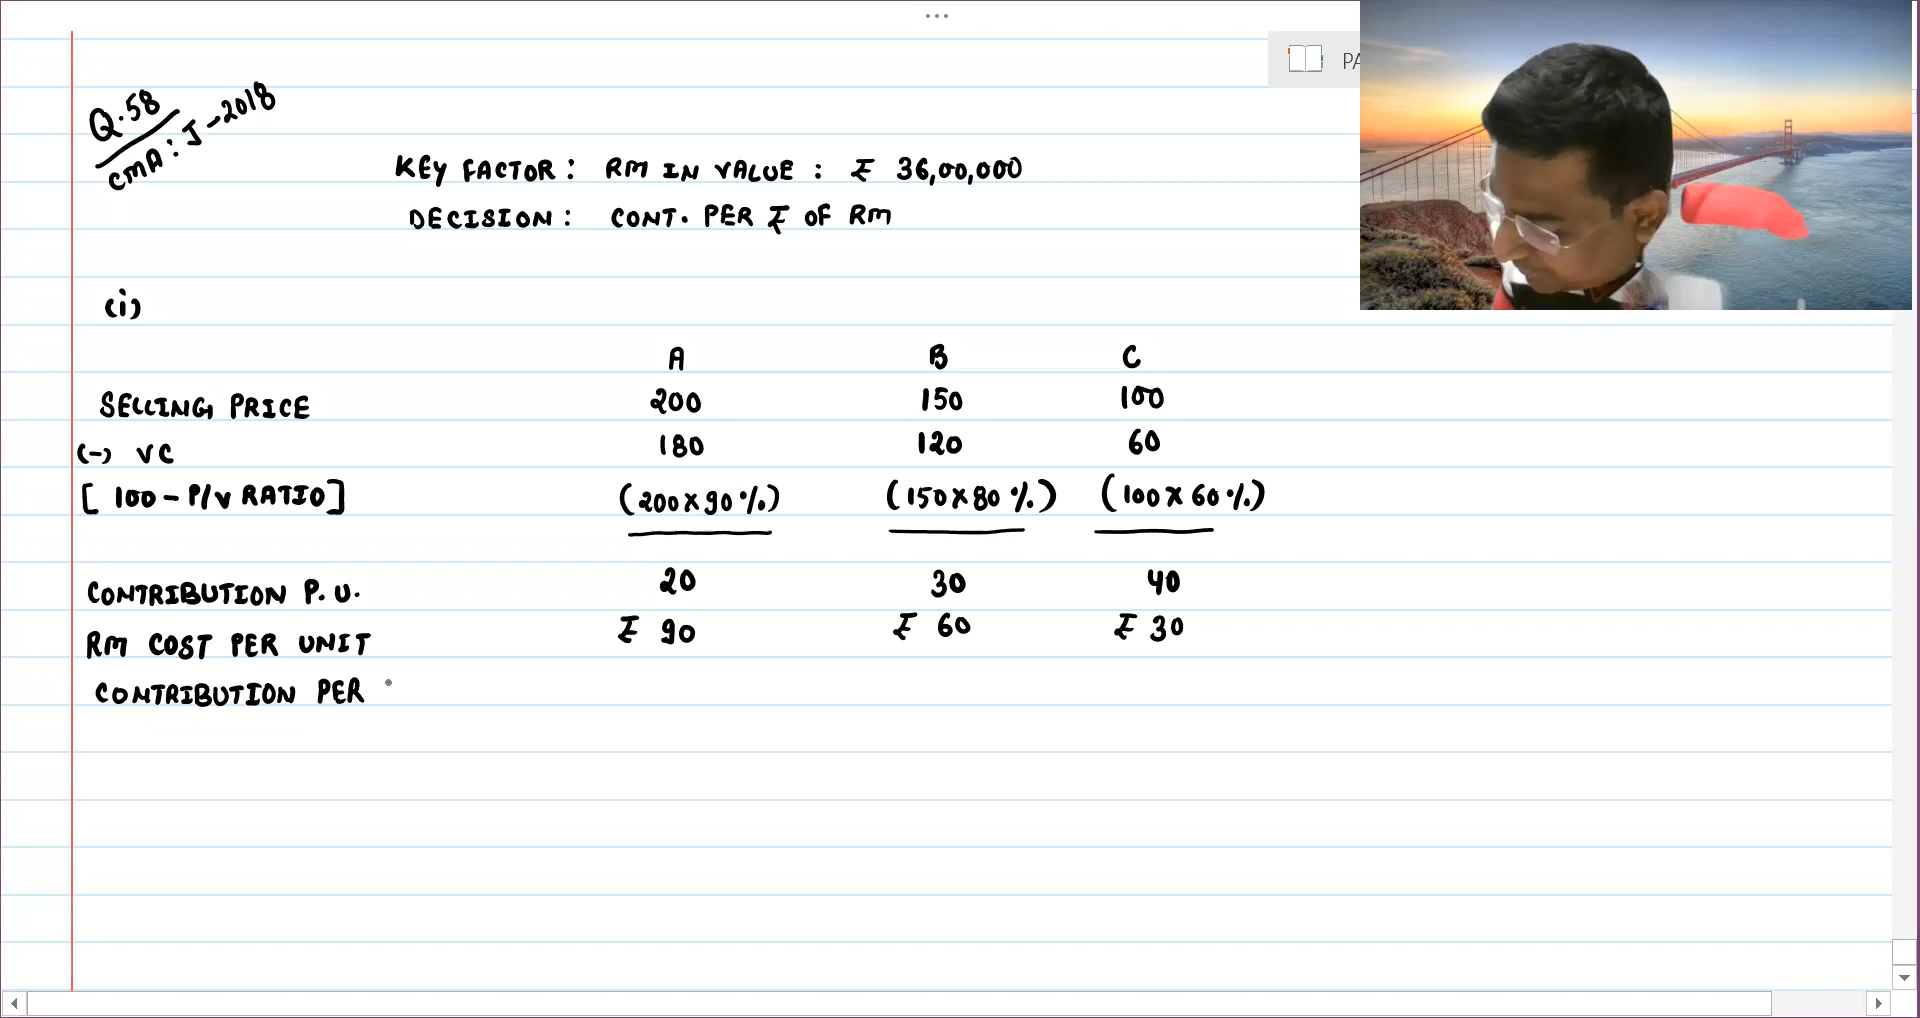 PA
Q.58
CMA: J-2018
KEY FACTOR: RM IN VALUE : ₹ 36,00,000
DECISION: CONT. PER ₹ OF RM
(i)
A B C
SELLING PRICE 200 150 100
(-) VC 180 120 60
[ 100 - P/V RATIO] (200 X 90%) (150 X 80%) (100 X 60%)
CONTRIBUTION P.U. 20 30 40
RM COST PER UNIT ₹ 90 ₹ 60 ₹ 30
CONTRIBUTION PER